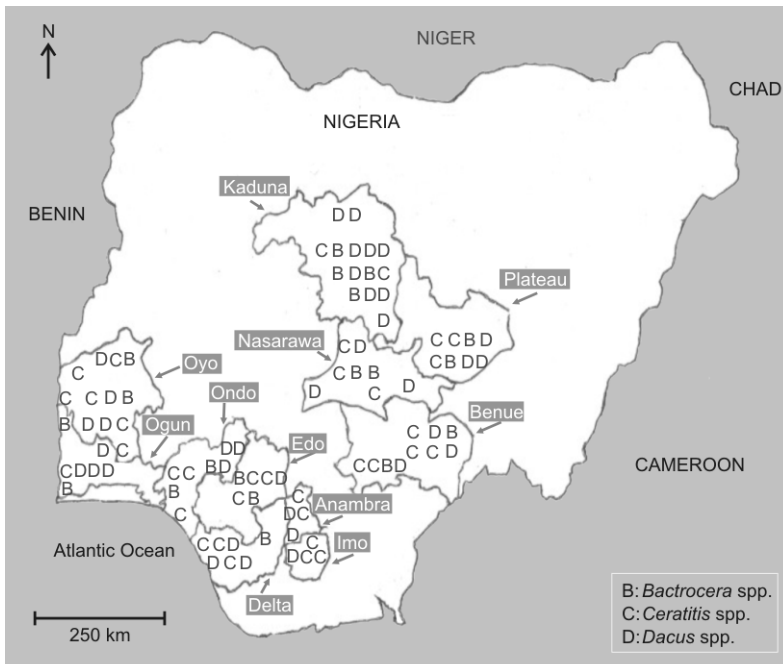 N
NIGER
CHAD
NIGERIA
Kaduna
BENIN
D D
C B D D D
B D B C
B D D
D
Plateau
C C B D
C B D D
Nasarawa
C D
C B B
D
C
D
D C B
C
Oyo
C C D B
B D D C
Ogun
D C
C D D D
B
Ondo
D D
B D
Edo
B C C D
C B
C C
B
C
Benue
C D B
C C D
C C B D
CAMEROON
C
D C
Anambra
D
C
D C C
Imo
Atlantic Ocean
C C D
B
D C D
Delta
250 km
B: Bactrocera spp.
C: Ceratitis spp.
D: Dacus spp.